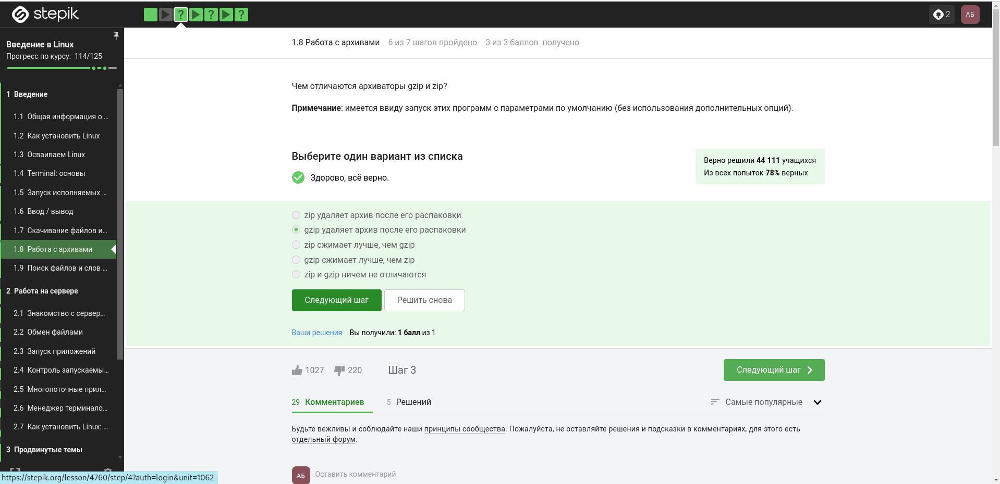 stepik
?
?
?
2
АБ
Введение в Linux
Прогресс по курсу: 114/125
1 Введение
1.1 Общая информация о ...
1.2 Как установить Linux
1.3 Осваиваем Linux
1.4 Terminal: основы
1.5 Запуск исполняемых ...
1.6 Ввод / вывод
1.7 Скачивание файлов и...
1.8 Работа с архивами
1.9 Поиск файлов и слов ...
2 Работа на сервере
2.1 Знакомство с сервер...
2.2 Обмен файлами
2.3 Запуск приложений
2.4 Контроль запускаемы...
2.5 Многопоточные прил...
2.6 Менеджер терминало...
2.7 Как установить Linux: ...
3 Продвинутые темы
https://stepik.org/lesson/4760/step/4?auth=login&unit=1062
1.8 Работа с архивами 6 из 7 шагов пройдено 3 из 3 баллов получено
Чем отличаются архиваторы gzip и zip?
Примечание: имеется ввиду запуск этих программ с параметрами по умолчанию (без использования дополнительных опций).
Выберите один вариант из списка
Здорово, всё верно.
Верно решили 44 111 учащихся
Из всех попыток 78% верных
zip удаляет архив после его распаковки
gzip удаляет архив после его распаковки
zip сжимает лучше, чем gzip
gzip сжимает лучше, чем zip
zip и gzip ничем не отличаются
Следующий шаг
Решить снова
Ваши решения Вы получили: 1 балл из 1
1027 220 Шаг 3
Следующий шаг
29 Комментариев 5 Решений
Самые популярные
Будьте вежливы и соблюдайте наши принципы сообщества. Пожалуйста, не оставляйте решения и подсказки в комментариях, для этого есть
отдельный форум.
АБ
Оставить комментарий